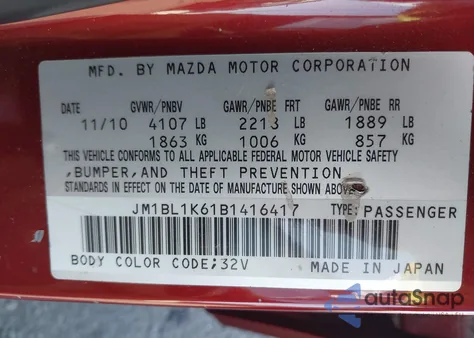 MFD. BY MAZDA MOTOR CORPORATION
DATE GVWR/PNBV GAWR/PNBE FRT GAWR/PNBE RR
11/10 4107 LB 2213 LB 1889 LB
1863 KG 1006 KG 857 KG
THIS VEHICLE CONFORMS TO ALL APPLICABLE FEDERAL MOTOR VEHICLE SAFETY
,BUMPER,AND THEFT PREVENTION
STANDARDS IN EFFECT ON THE DATE OF MANUFACTURE SHOWN ABOVE
JM1BL1K61B1416417 TYPE: PASSENGER
BODY COLOR CODE;32V MADE IN JAPAN
autoSnap